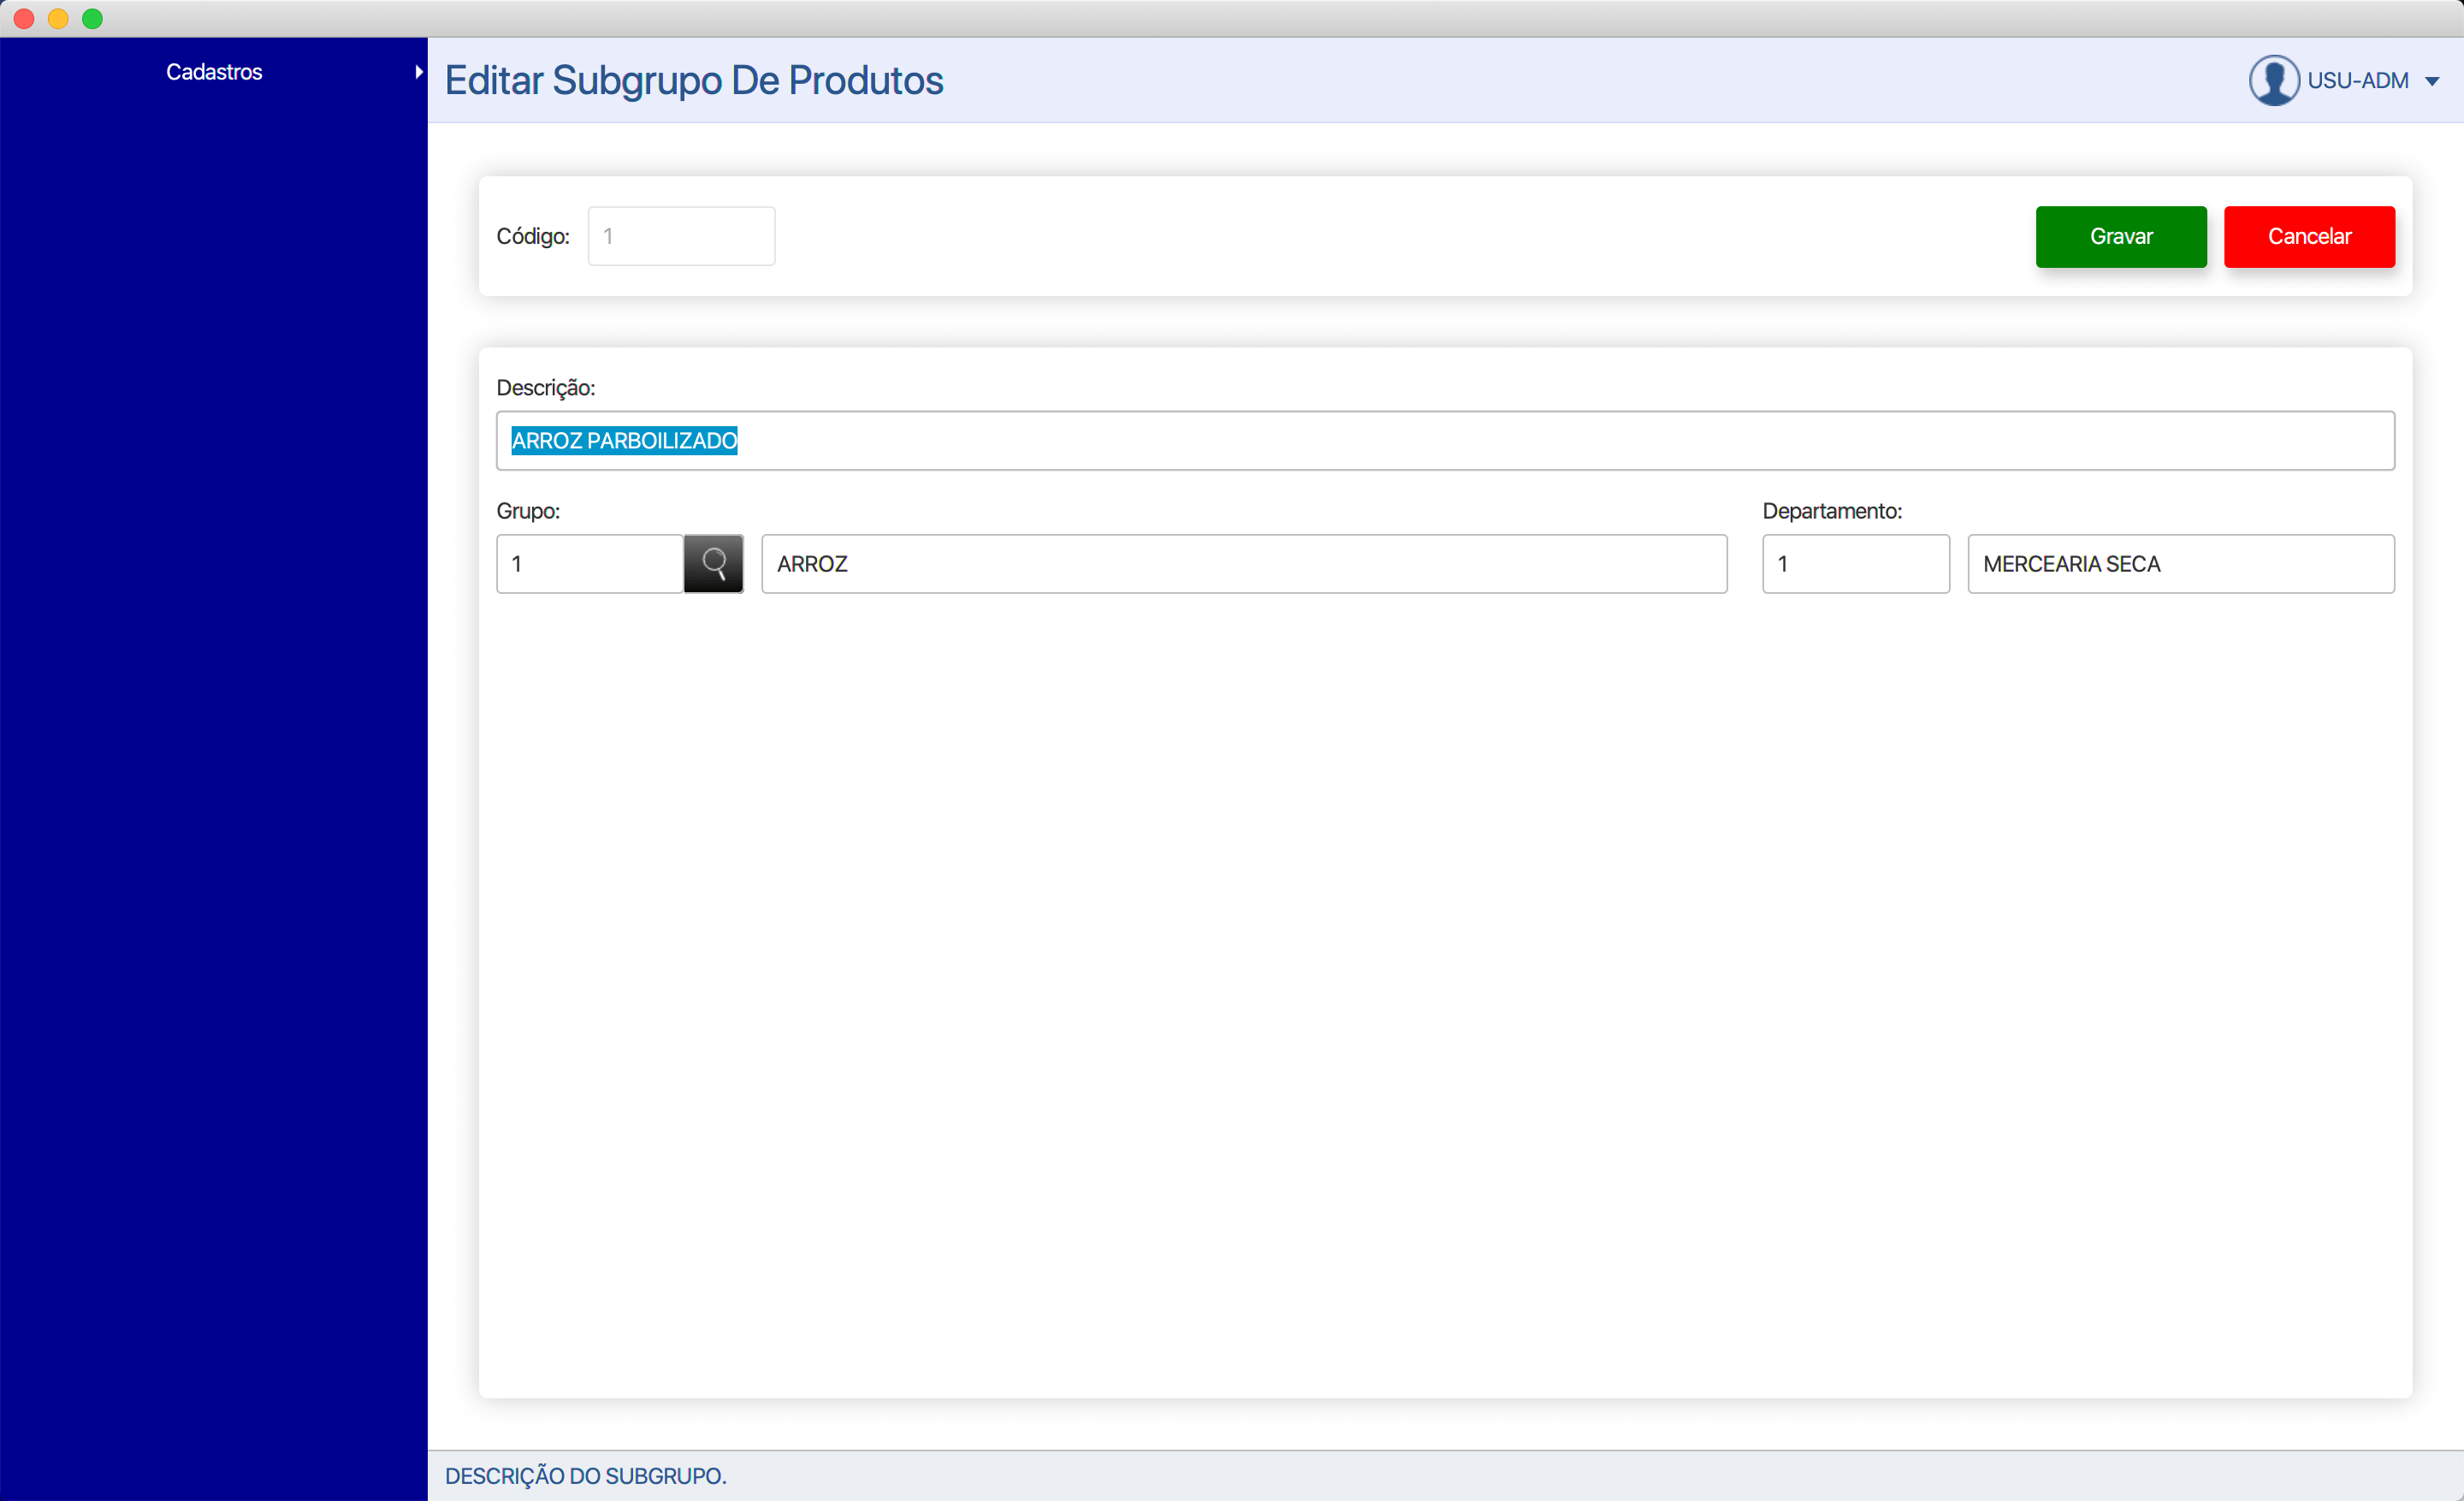 Cadastros
Editar Subgrupo De Produtos
USU-ADM
Código: 1
Gravar Cancelar
Descrição:
ARROZ PARBOILIZADO
Grupo: Departamento:
1 ARROZ 1 MERCEARIA SECA
DESCRIÇÃO DO SUBGRUPO.